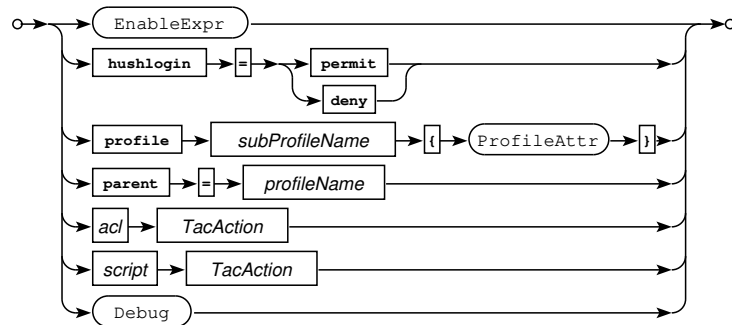 EnableExpr
hushlogin = permit
deny
profile subProfileName { ProfileAttr }
parent = profileName
acl TacAction
script TacAction
Debug